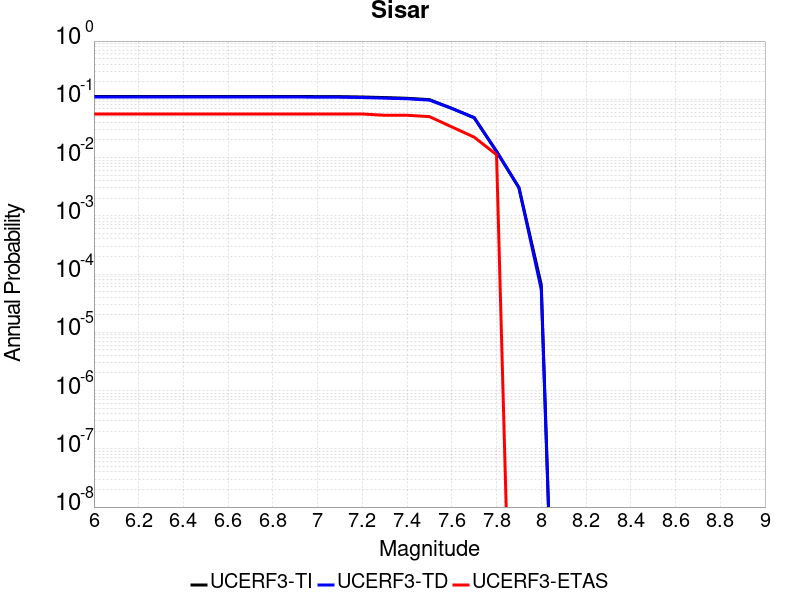 Sisar
10^0
10^-1
10^-2
10^-3
10^-4
10^-5
10^-6
10^-7
10^-8
Annual Probability
6 6.2 6.4 6.6 6.8 7 7.2 7.4 7.6 7.8 8 8.2 8.4 8.6 8.8 9
Magnitude
UCERF3-TI UCERF3-TD UCERF3-ETAS